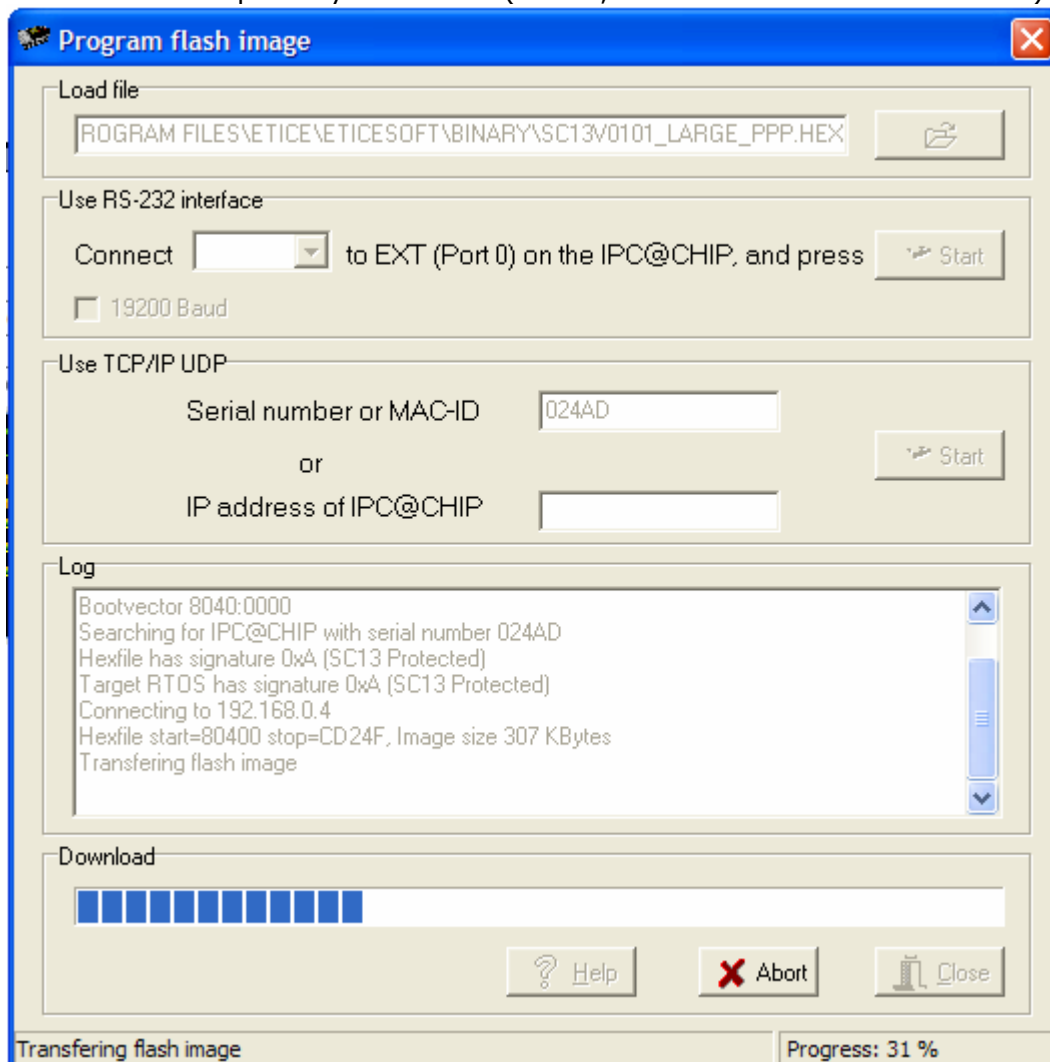 Program flash image
Load file
ROGRAM FILES\ETICE\ETICESOFT\BINARY\SC13V0101_LARGE_PPP.HEX
Use RS-232 interface
Connect to EXT (Port 0) on the IPC@CHIP, and press Start
19200 Baud
Use TCP/IP UDP
Serial number or MAC-ID 024AD
or
Start
IP address of IPC@CHIP
Log
Bootvector 8040:0000
Searching for IPC@CHIP with serial number 024AD
Hexfile has signature 0xA (SC13 Protected)
Target RTOS has signature 0xA (SC13 Protected)
Connecting to 192.168.0.4
Hexfile start=80400 stop=CD24F, Image size 307 KBytes
Transfering flash image
Download
? Help Abort Close
Transfering flash image Progress: 31 %